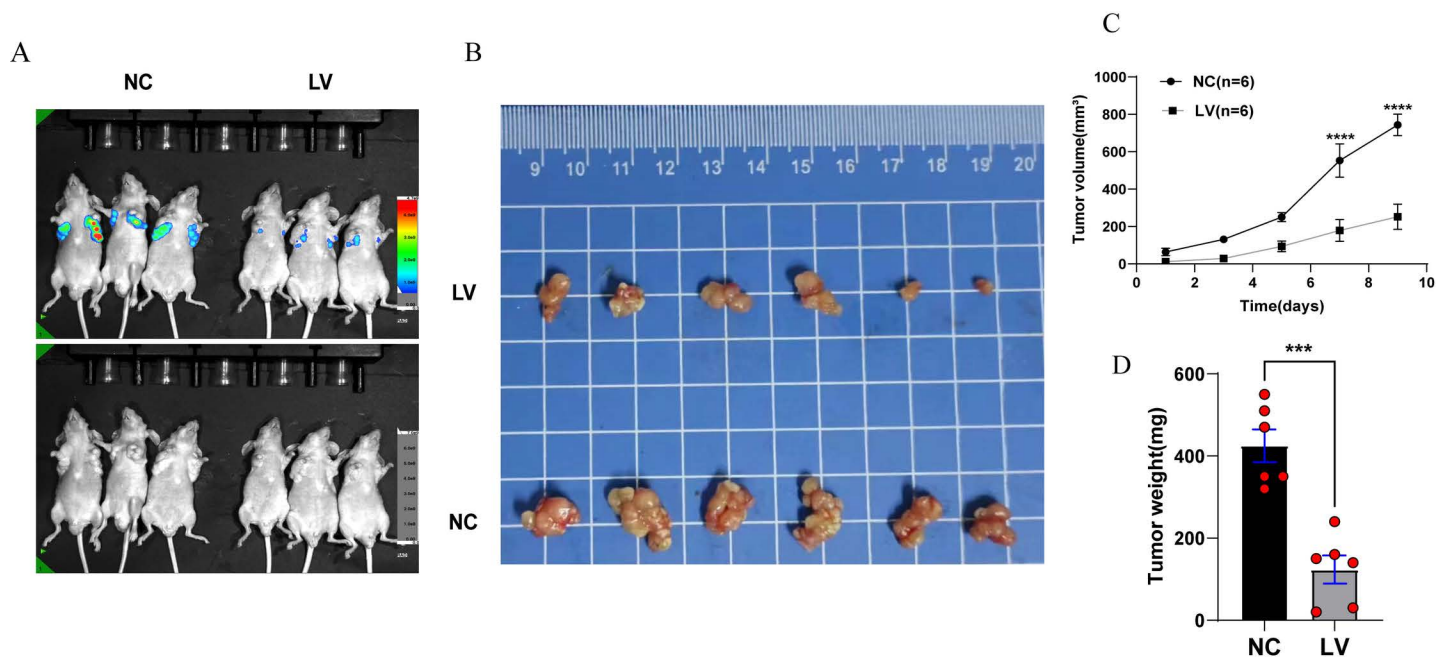 A
NC LV
B
9 10 11 12 13 14 15 16 17 18 19 20
LV
NC
C
NC(n=6)
LV(n=6)
****
****
Tumor volume(mm³)
1000
800
600
400
200
0
0 2 4 6 8 10
Time(days)
D
***
Tumor weight(mg)
600
400
200
0
NC LV